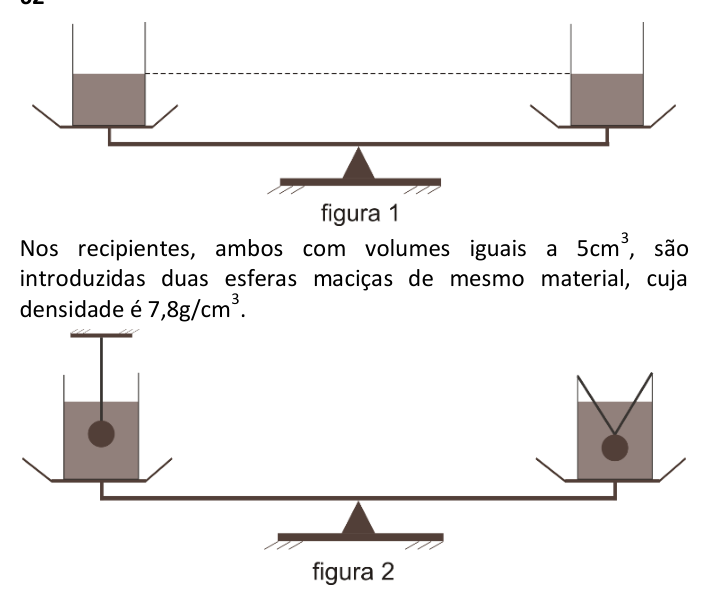 figura 1
Nos recipientes, ambos com volumes iguais a 5cm³, são
introduzidas duas esferas maciças de mesmo material, cuja
densidade é 7,8g/cm³.
figura 2